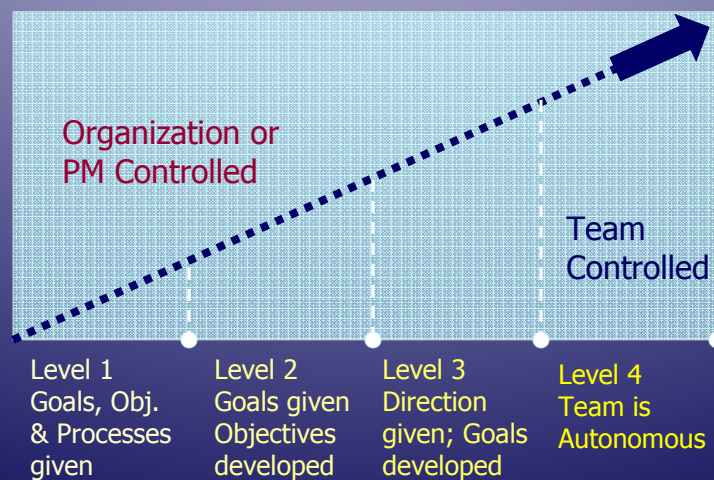 Organization or
PM Controlled
Team
Controlled
Level 1
Goals, Obj.
& Processes
given
Level 2
Goals given
Objectives
developed
Level 3
Direction
given; Goals
developed
Level 4
Team is
Autonomous